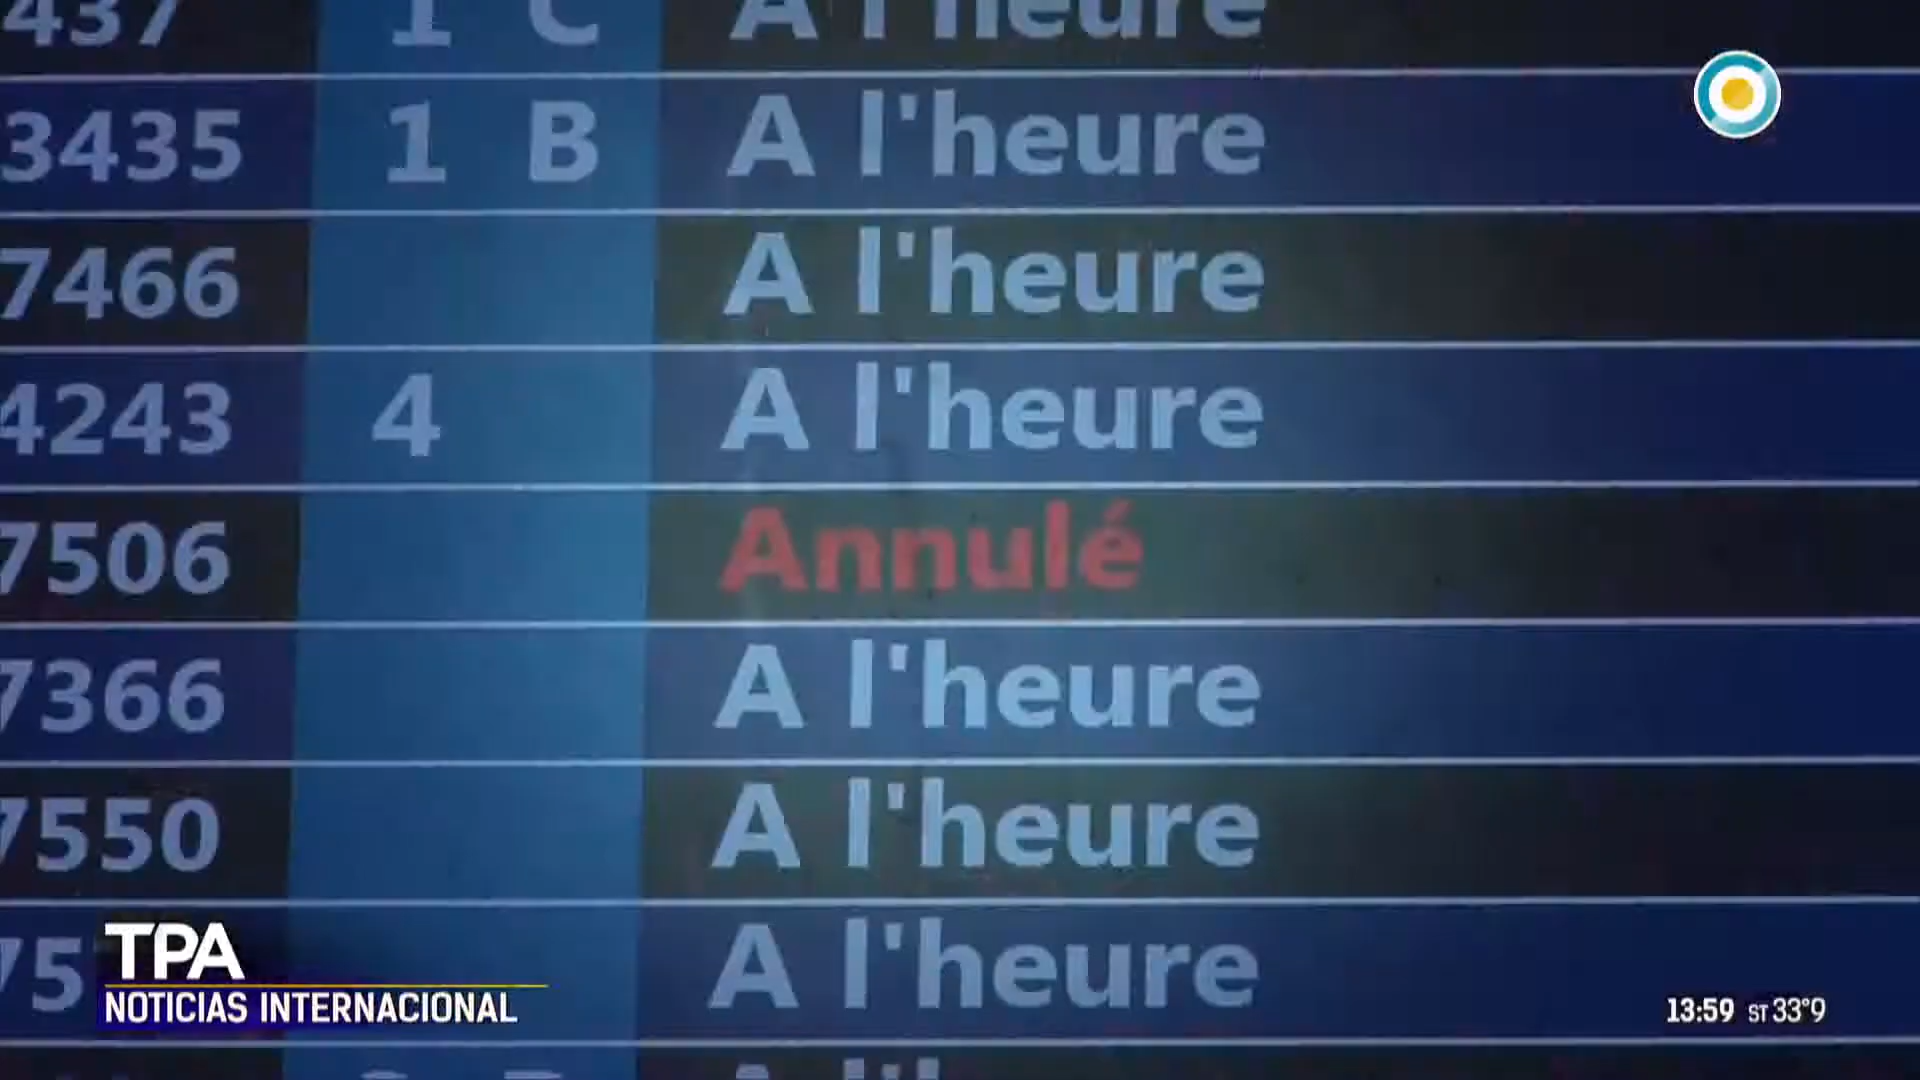 437 1 C A l'heure
3435 1 B A l'heure
7466 A l'heure
4243 4 A l'heure
7506 Annulé
7366 A l'heure
7550 A l'heure
75 A l'heure
TPA
NOTICIAS INTERNACIONAL
13:59 ST 33°9